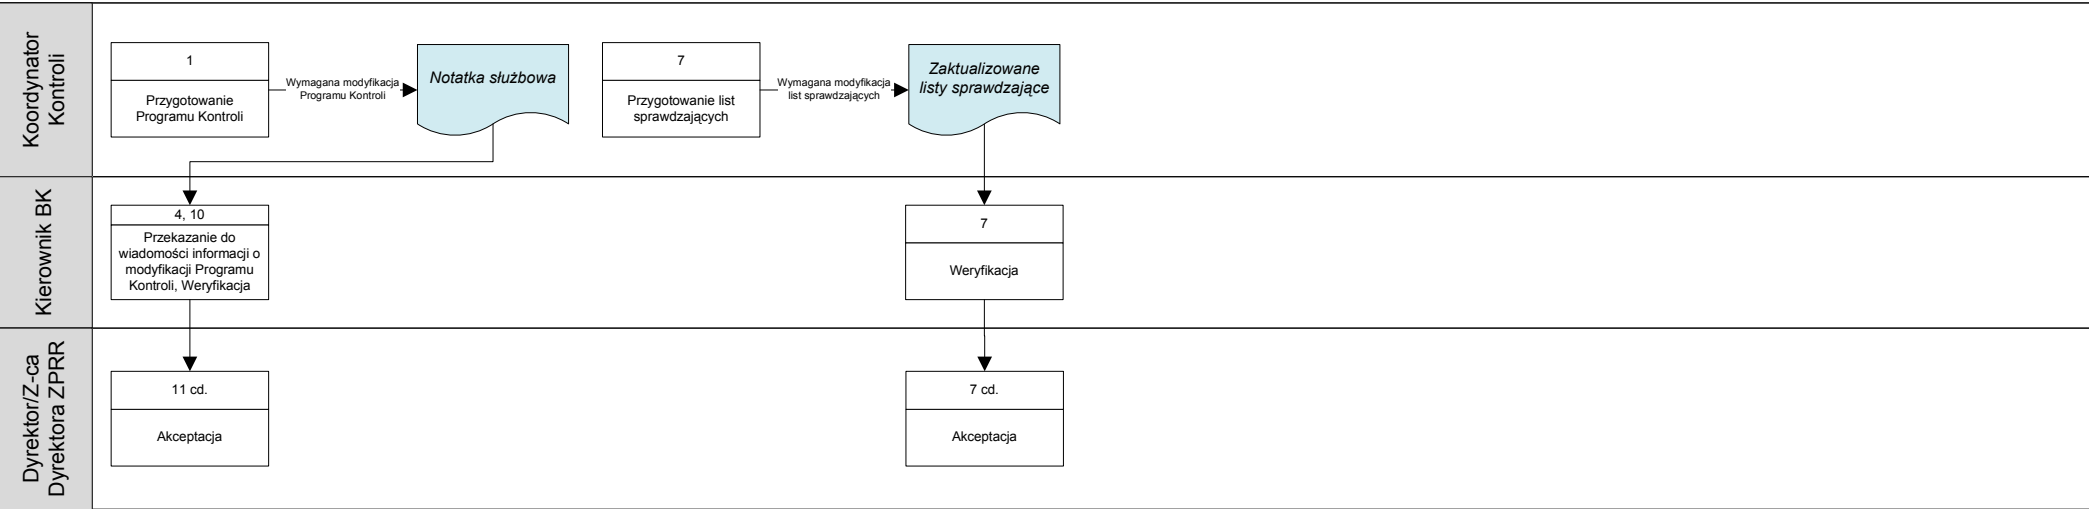 Koordynator
Kontroli
1
Przygotowanie
Programu Kontroli
Wymagana modyfikacja
Programu Kontroli
Notatka służbowa
7
Przygotowanie list
sprawdzających
Wymagana modyfikacja
list sprawdzających
Zaktualizowane
listy sprawdzające
Kierownik BK
4, 10
Przekazanie do
wiadomości informacji o
modyfikacji Programu
Kontroli, Weryfikacja
7
Weryfikacja
Dyrektor/Z-ca
Dyrektora ZPRR
11 cd.
Akceptacja
7 cd.
Akceptacja